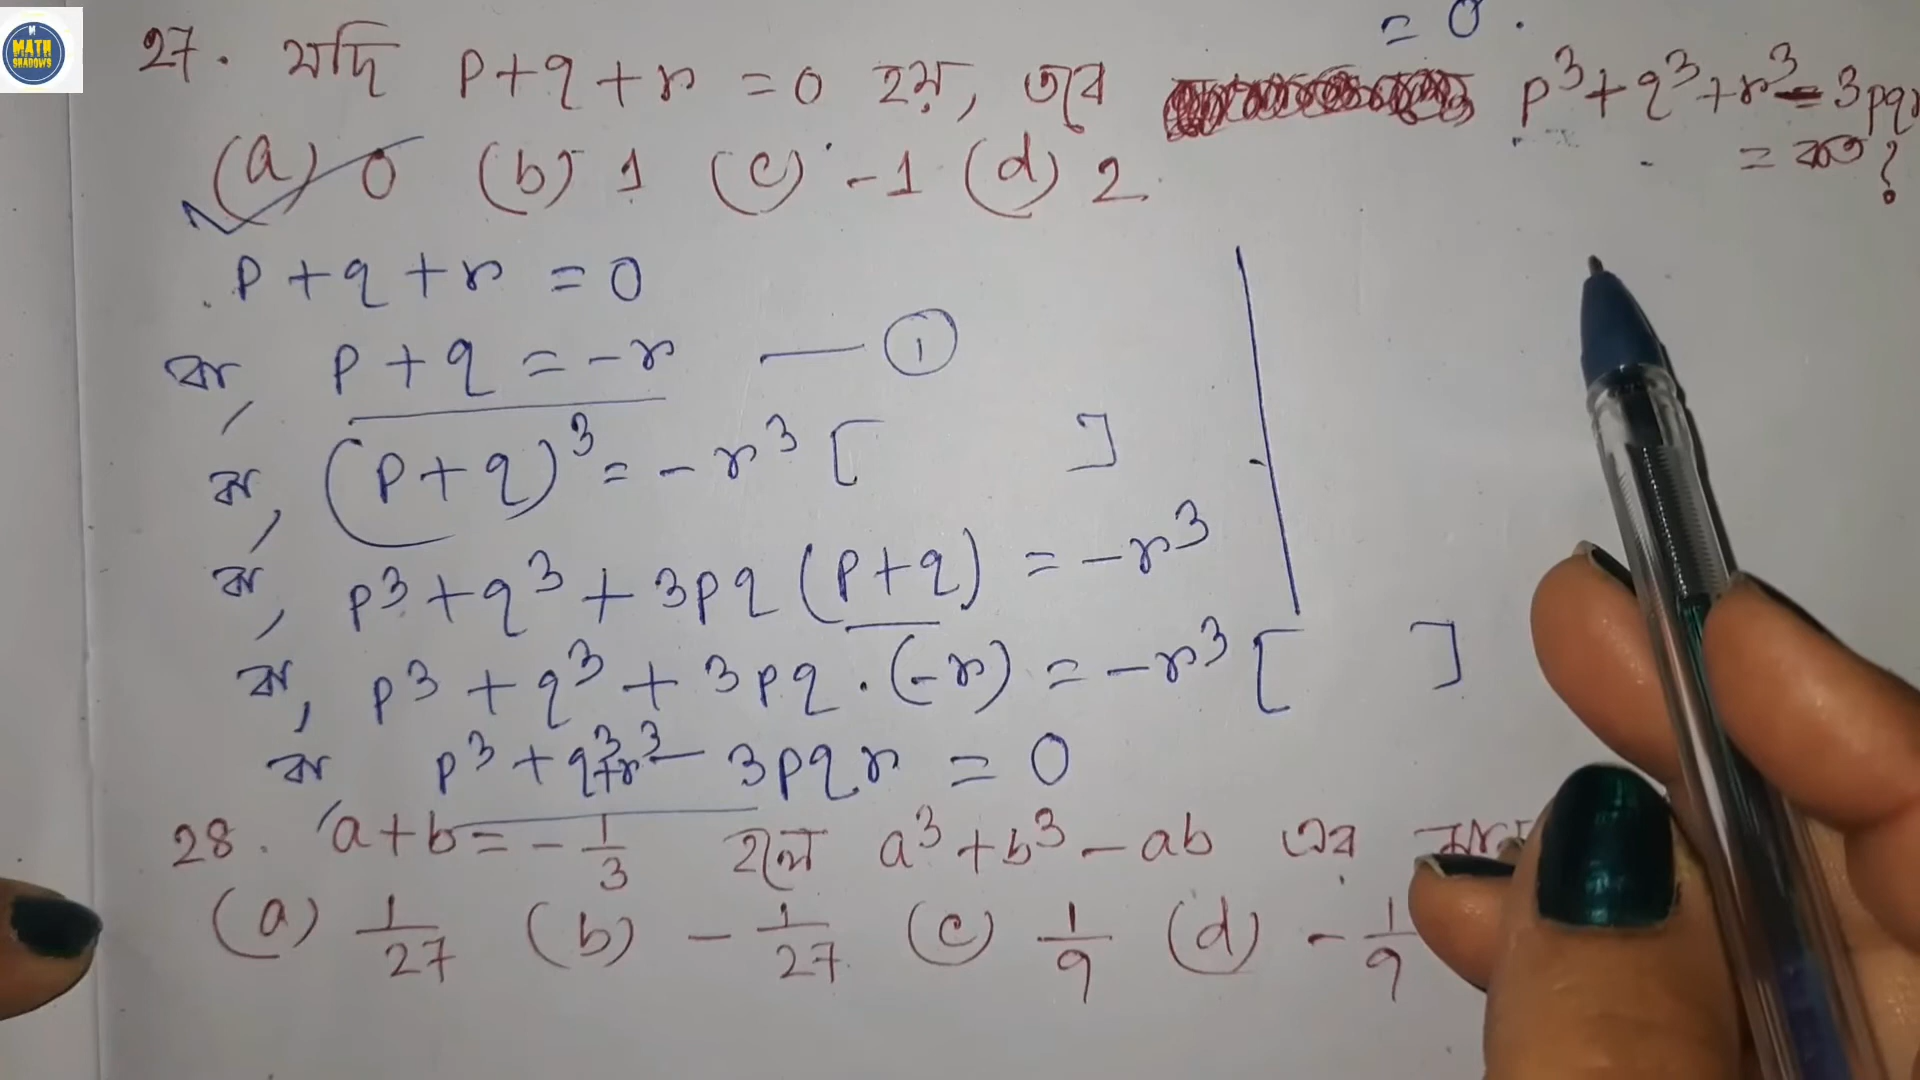 MATH SHADOWS
= 0.
27. যদি p+q+r = 0 হয়, তবে p³+q³+r³-3pqr
= কত?
(a) 0 (b) 1 (c) -1 (d) 2
p+q+r = 0
বা, p+q = -r —— ①
বা, (p+q)³ = -r³ [ ]
বা, p³+q³+3pq (p+q) = -r³
বা, p³+q³+3pq.(-r) = -r³ [ ]
বা p³+q³+r³-3pqr = 0
28. a+b = -1/3 হলে a³+b³-ab এর
(a) 1/27 (b) -1/27 (c) 1/9 (d) -1/9